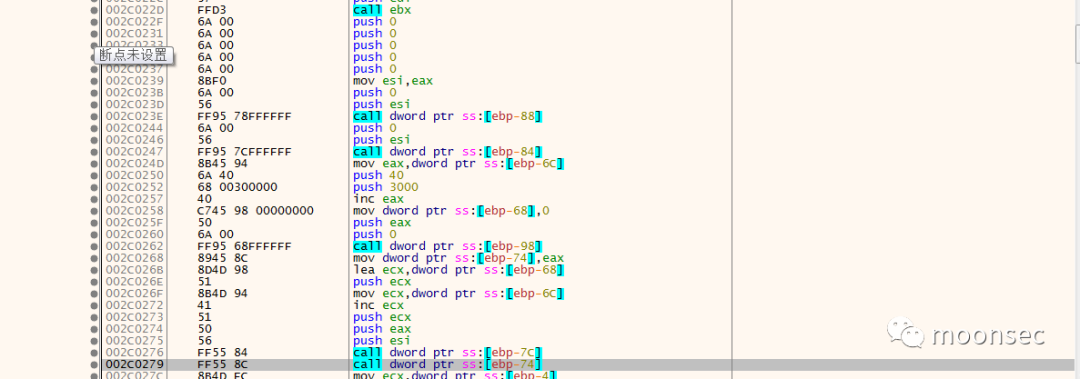 002C022D FFD3 call ebx
002C022F 6A 00 push 0
002C0231 6A 00 push 0
6A 00 push 0
断点未设置 6A 00 push 0
002C0237 6A 00 push 0
002C0239 8BF0 mov esi,eax
002C023B 6A 00 push 0
002C023D 56 push esi
002C023E FF95 78FFFFFF call dword ptr ss:[ebp-88]
002C0244 6A 00 push 0
002C0246 56 push esi
002C0247 FF95 7CFFFFFF call dword ptr ss:[ebp-84]
002C024D 8B45 94 mov eax,dword ptr ss:[ebp-6C]
002C0250 6A 40 push 40
002C0252 68 00300000 push 3000
002C0257 40 inc eax
002C0258 C745 98 00000000 mov dword ptr ss:[ebp-68],0
002C025F 50 push eax
002C0260 6A 00 push 0
002C0262 FF95 68FFFFFF call dword ptr ss:[ebp-98]
002C0268 8945 8C mov dword ptr ss:[ebp-74],eax
002C026B 8D4D 98 lea ecx,dword ptr ss:[ebp-68]
002C026E 51 push ecx
002C026F 8B4D 94 mov ecx,dword ptr ss:[ebp-6C]
002C0272 41 inc ecx
002C0273 51 push ecx
002C0274 50 push eax
002C0275 56 push esi
002C0276 FF55 84 call dword ptr ss:[ebp-7C]
002C0279 FF55 8C call dword ptr ss:[ebp-74]
002C027C 8B4D FC mov ecx,dword ptr ss:[ebp-4]
moonsec